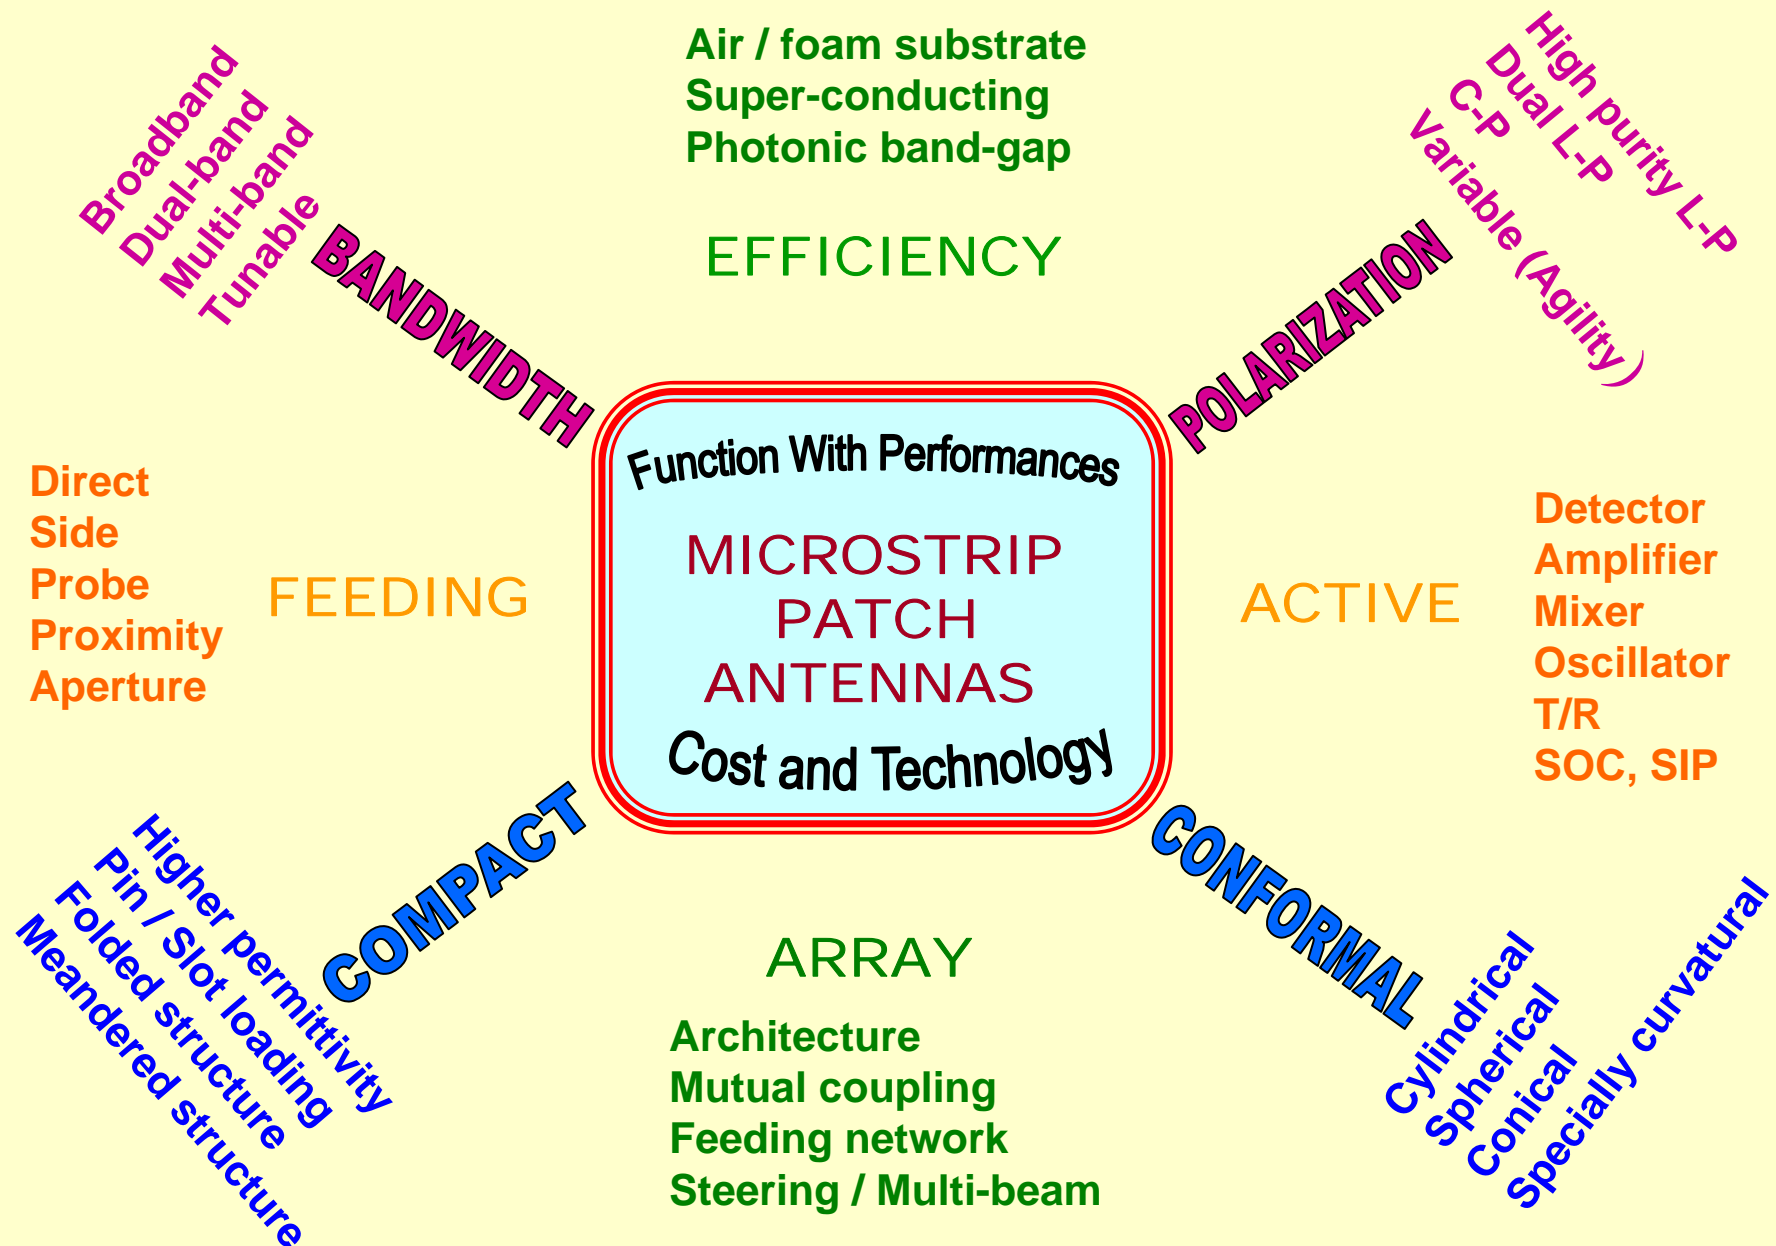 Air / foam substrate
Super-conducting
Photonic band-gap
EFFICIENCY
Broadband
Dual-band
Multi-band
Tunable
BANDWIDTH
High purity L-P
Dual L-P
C-P
Variable (Agility )
POLARIZATION
Direct
Side
Probe
Proximity
Aperture
FEEDING
Function With Performances
MICROSTRIP
PATCH
ANTENNAS
Cost and Technology
ACTIVE
Detector
Amplifier
Mixer
Oscillator
T/R
SOC, SIP
COMPACT
Higher permittivity
Pin / Slot loading
Folded structure
Meandered structure
ARRAY
Architecture
Mutual coupling
Feeding network
Steering / Multi-beam
CONFORMAL
Cylindrical
Spherical
Conical
Specially curvatural